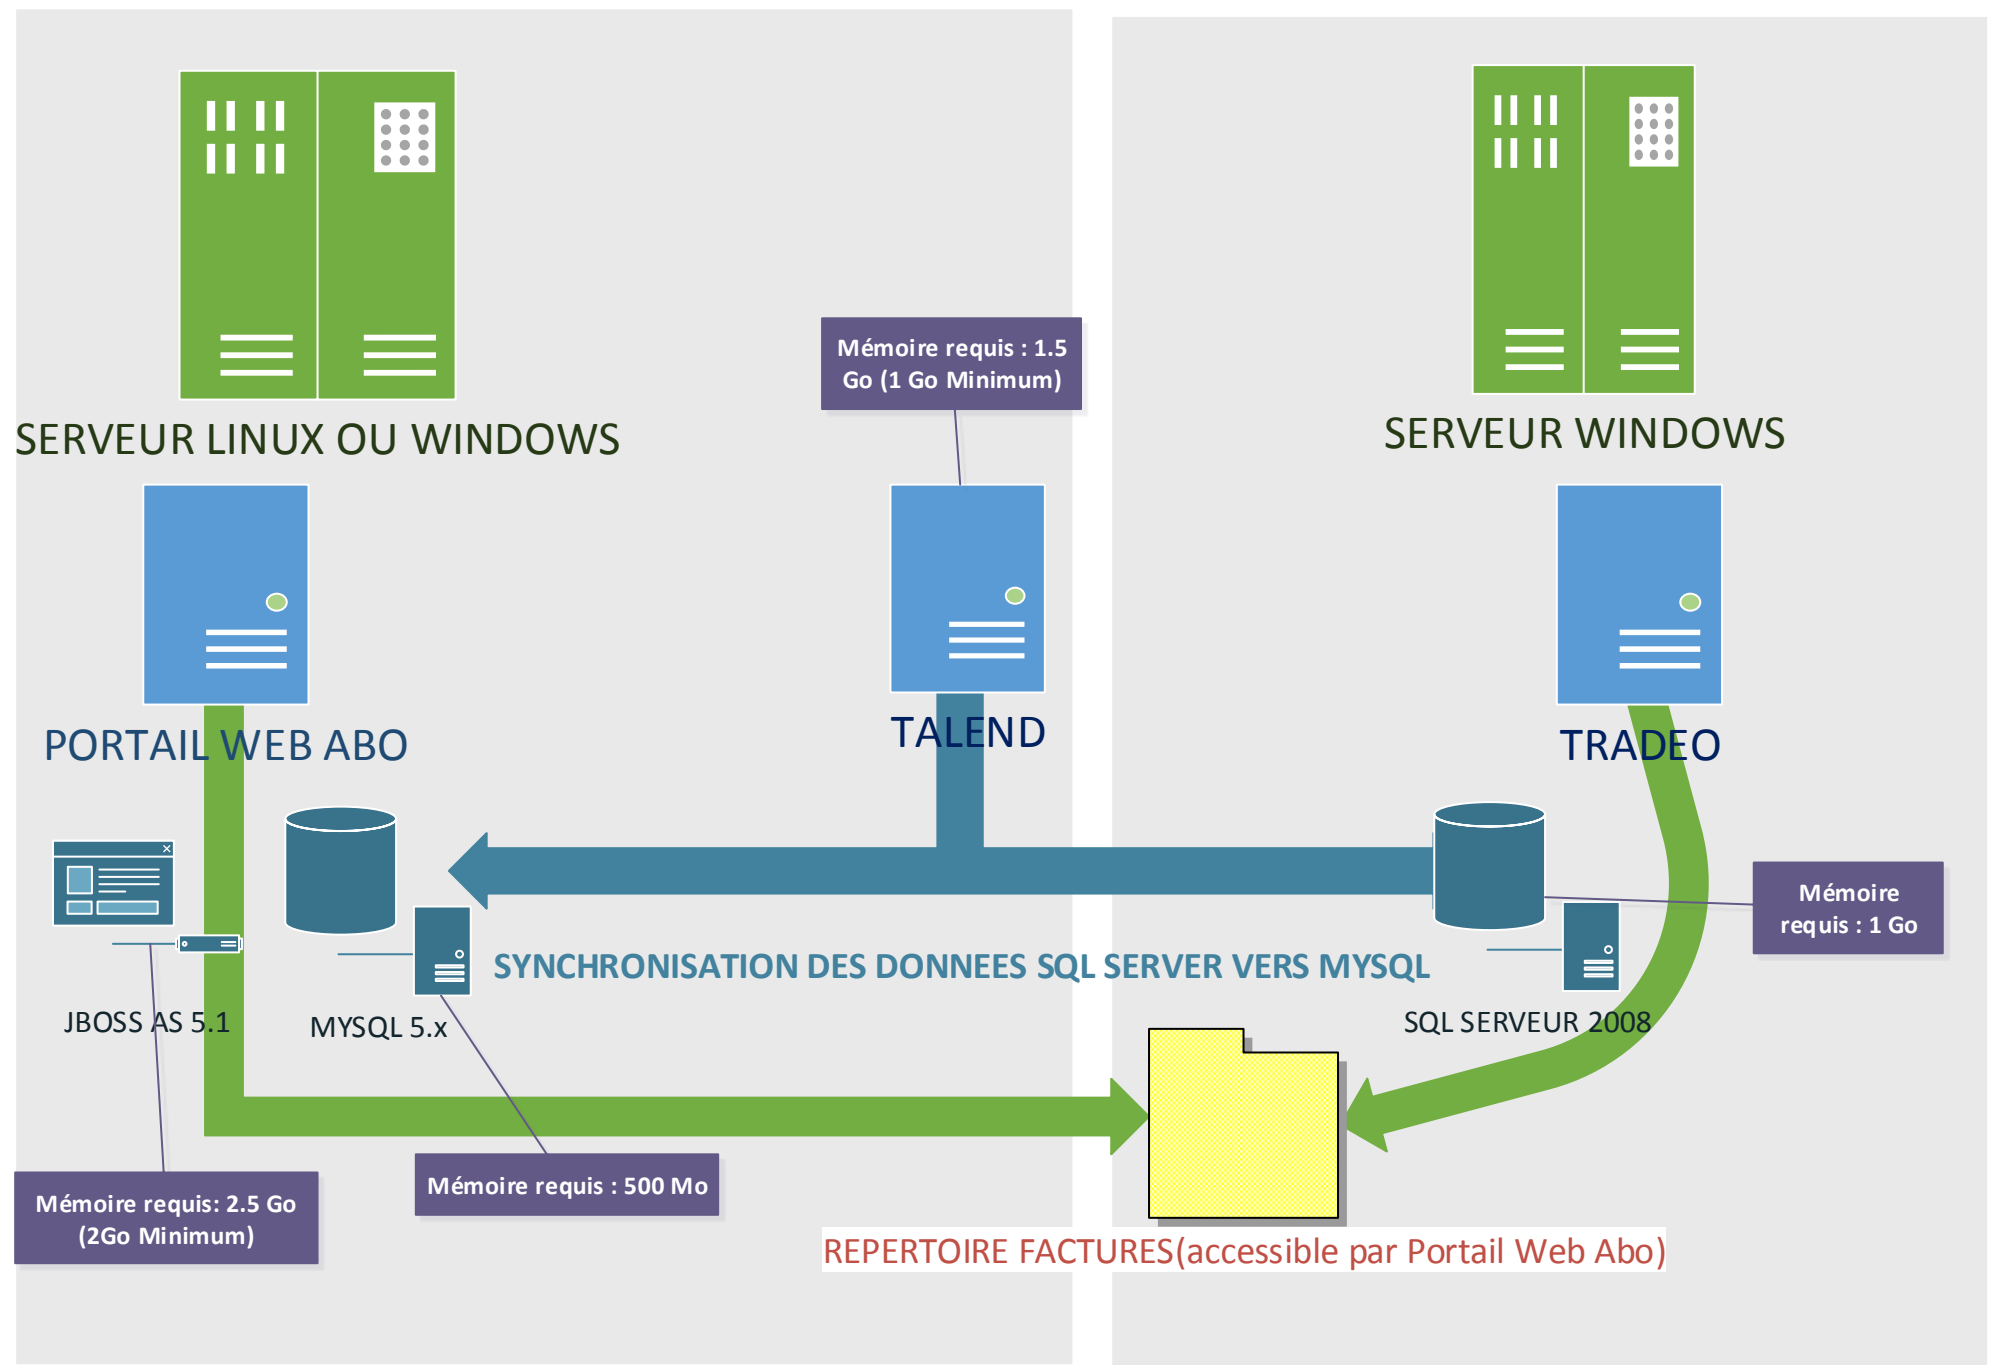 Mémoire requis : 1.5
Go (1 Go Minimum)
SERVEUR LINUX OU WINDOWS
SERVEUR WINDOWS
PORTAIL WEB ABO
TALEND
TRADEO
Mémoire
requis : 1 Go
SYNCHRONISATION DES DONNEES SQL SERVER VERS MYSQL
JBOSS AS 5.1
MYSQL 5.x
SQL SERVEUR 2008
Mémoire requis: 2.5 Go
(2Go Minimum)
Mémoire requis : 500 Mo
REPERTOIRE FACTURES(accessible par Portail Web Abo)